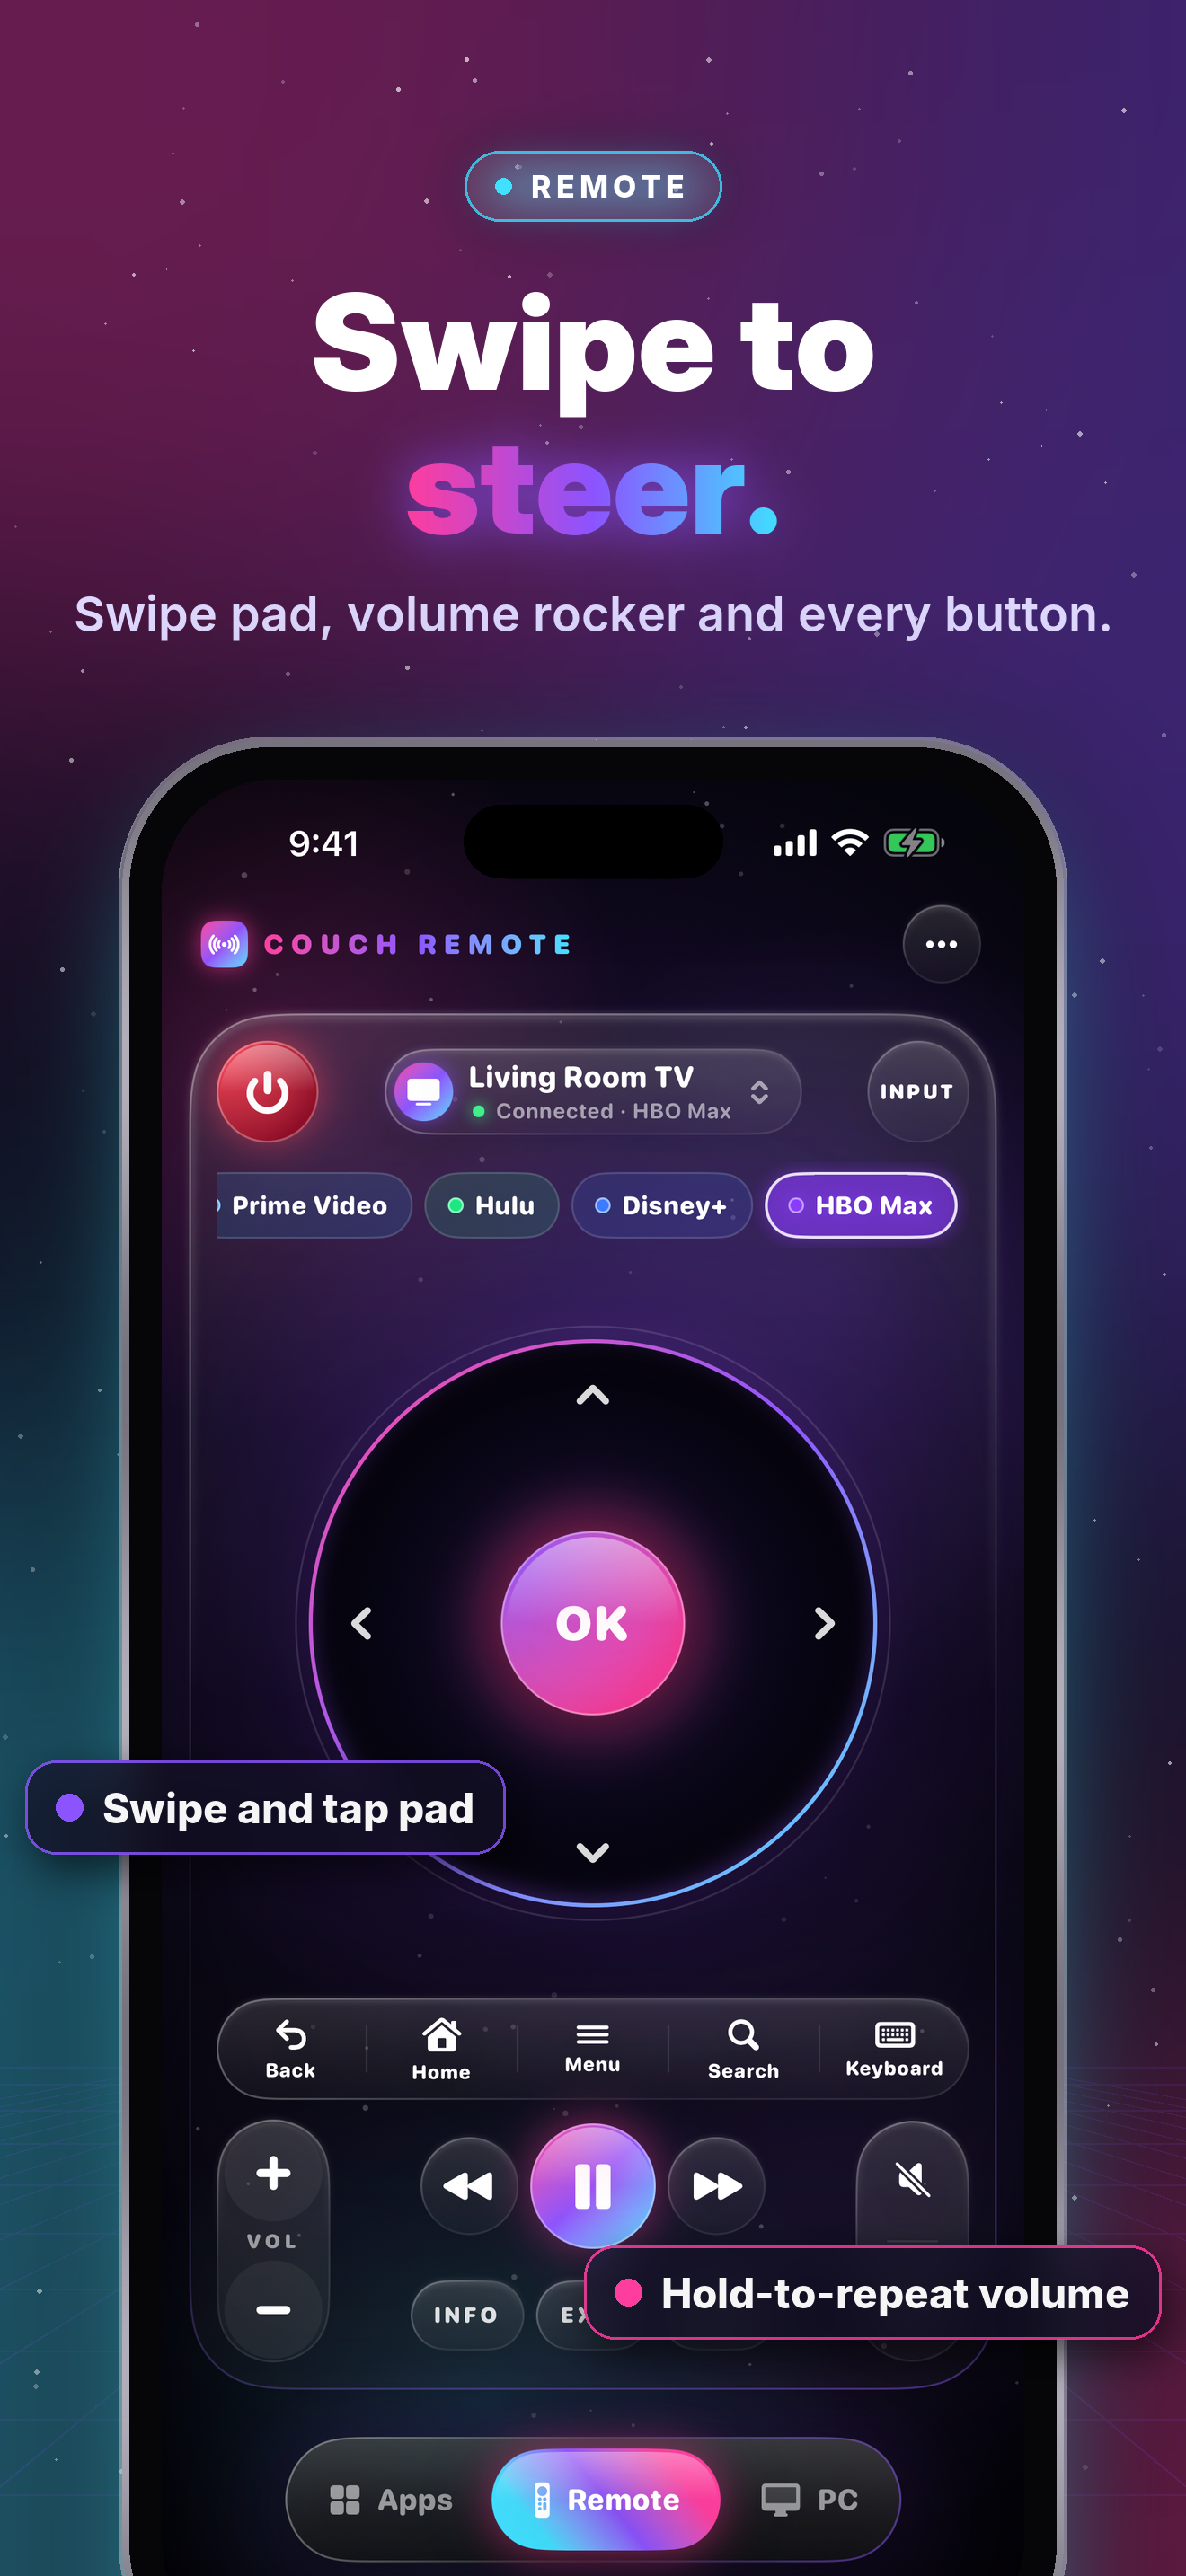 REMOTE
Swipe to
steer.
Swipe pad, volume rocker and every button.
9:41
COUCH REMOTE
Living Room TV
Connected · HBO Max
INPUT
Prime Video
Hulu
Disney+
HBO Max
OK
Swipe and tap pad
Back
Home
Menu
Search
Keyboard
VOL
Hold-to-repeat volume
INFO
Apps
Remote
PC